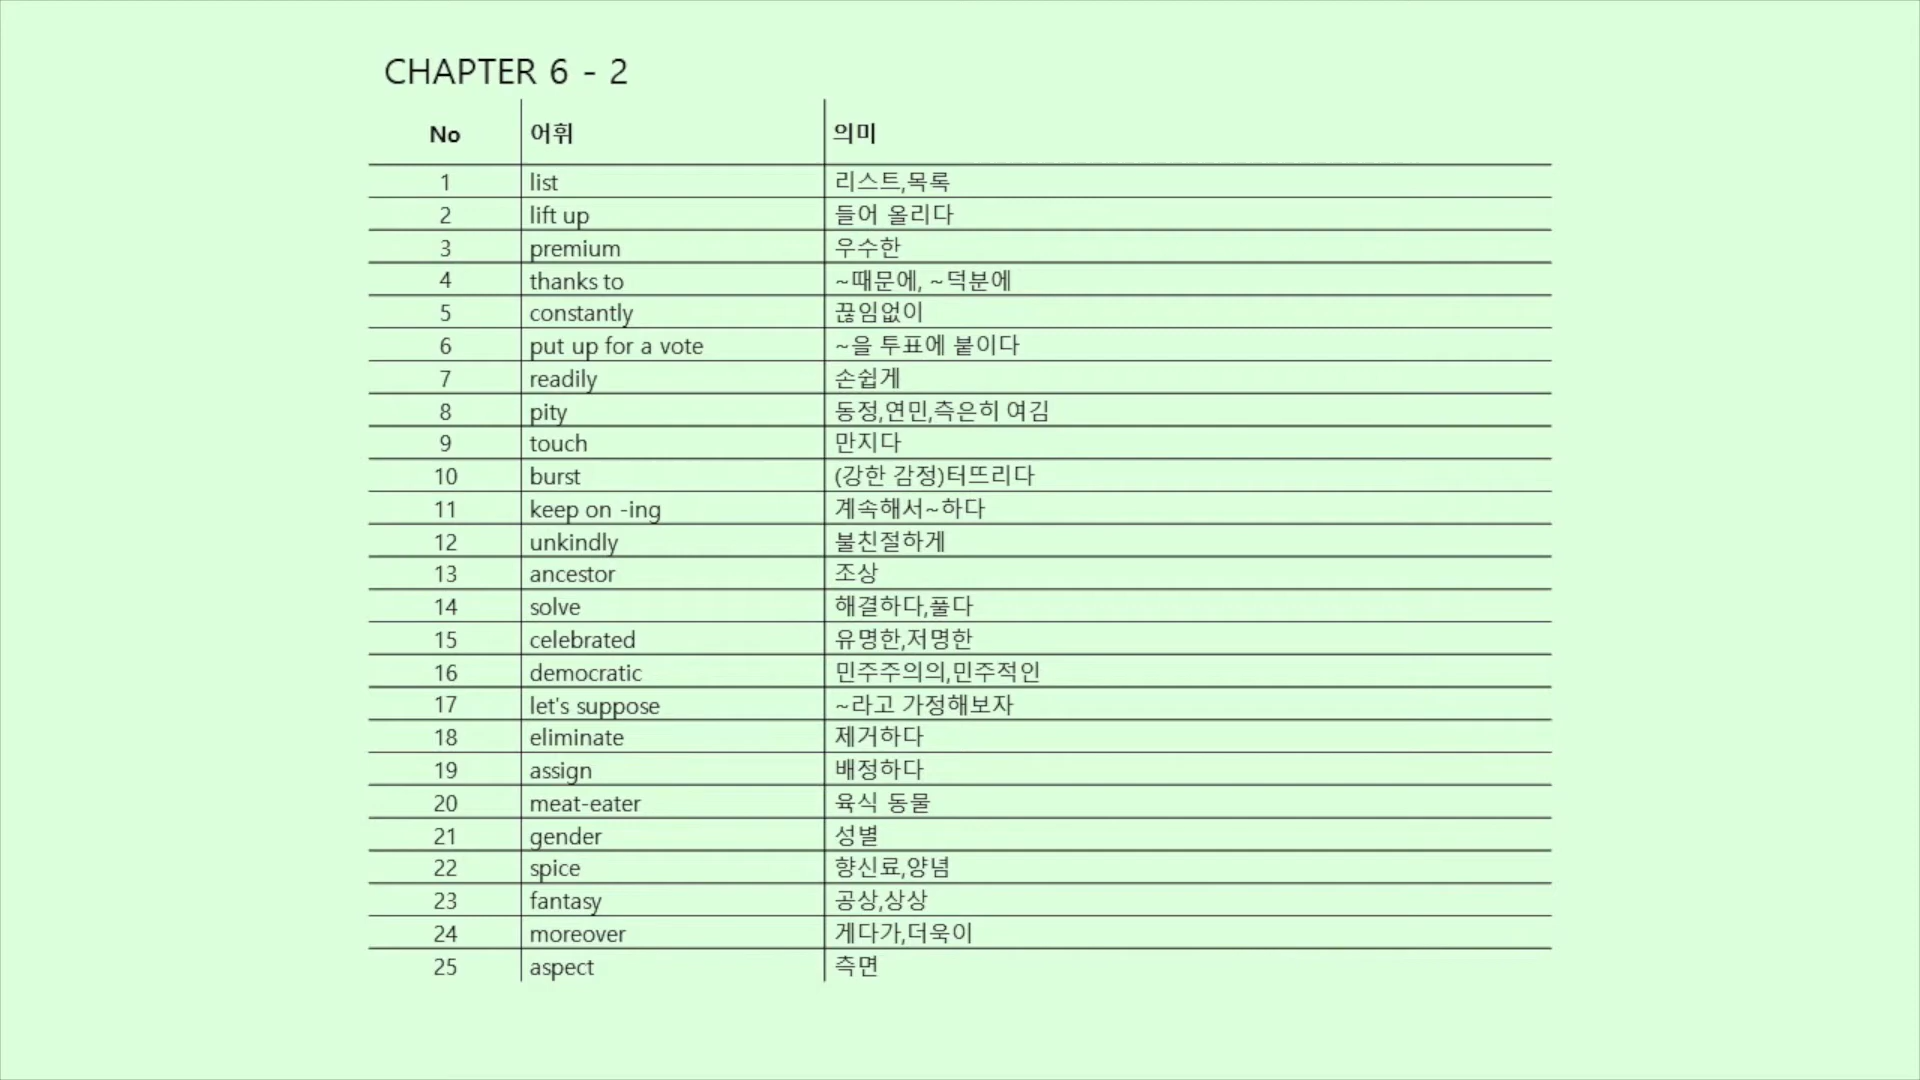 CHAPTER 6 - 2
No 어휘 의미
1 list 리스트,목록
2 lift up 들어 올리다
3 premium 우수한
4 thanks to ~때문에, ~덕분에
5 constantly 끊임없이
6 put up for a vote ~을 투표에 붙이다
7 readily 손쉽게
8 pity 동정,연민,측은히 여김
9 touch 만지다
10 burst (강한 감정)터뜨리다
11 keep on -ing 계속해서~하다
12 unkindly 불친절하게
13 ancestor 조상
14 solve 해결하다,풀다
15 celebrated 유명한,저명한
16 democratic 민주주의의,민주적인
17 let's suppose ~라고 가정해보자
18 eliminate 제거하다
19 assign 배정하다
20 meat-eater 육식 동물
21 gender 성별
22 spice 향신료,양념
23 fantasy 공상,상상
24 moreover 게다가,더욱이
25 aspect 측면